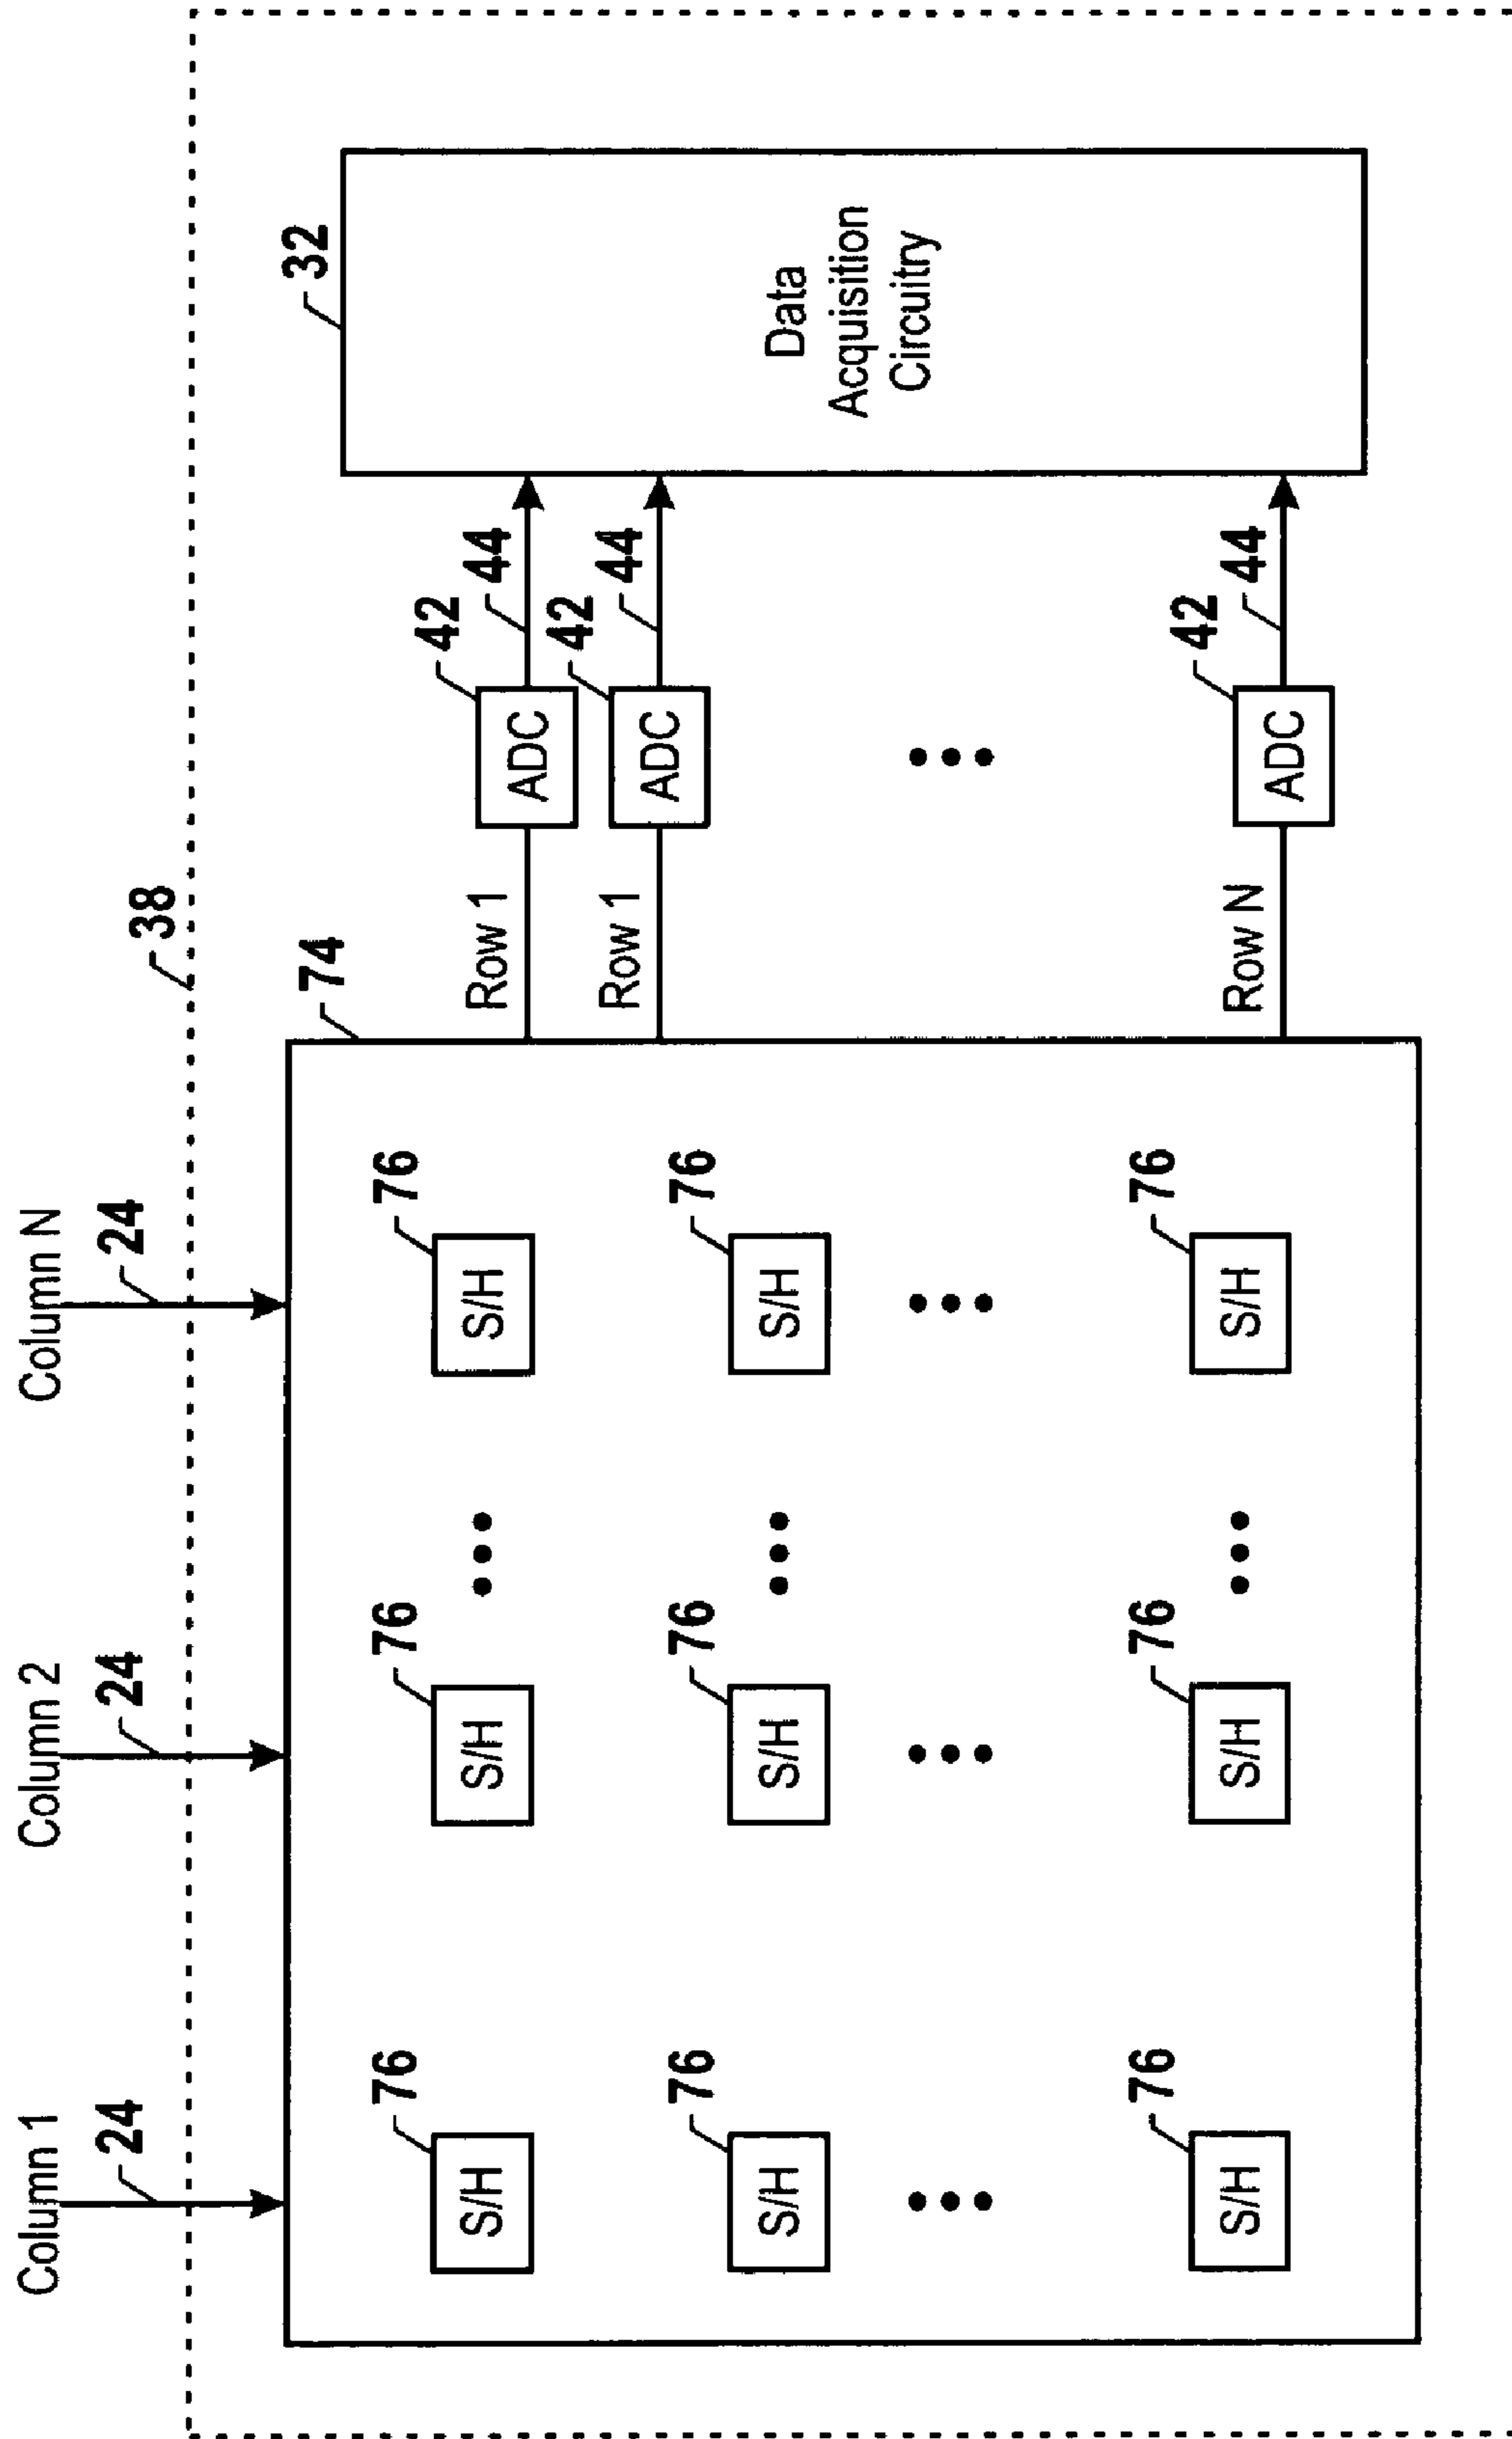 Column 1
Column 2
Column N
24
24
24
38
74
32
76
76
76
S/H
S/H
S/H
42
44
Row 1
ADC
42
44
Row 1
ADC
76
76
76
S/H
S/H
S/H
Data
Acquisition
Circuitry
76
76
76
S/H
S/H
S/H
42
44
Row N
ADC